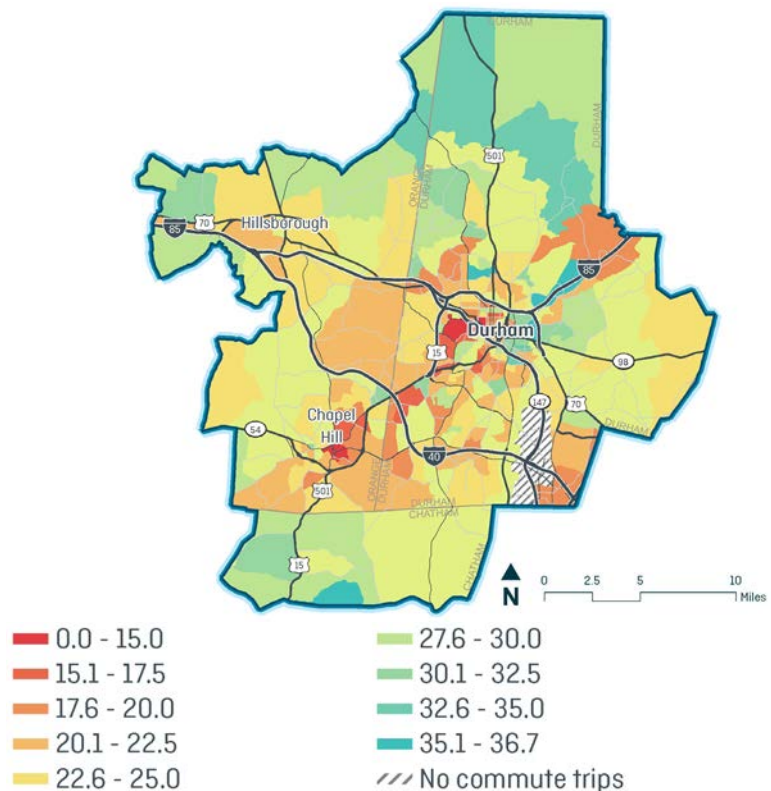 DURHAM
501
DURHAM
ORANGE
DURHAM
70
85
Hillsborough
85
Durham
15
98
Chapel
Hill
54
147
70
DURHAM
40
501
ORANGE
DURHAM
DURHAM
CHATHAM
15
CHATHAM
N
0 2.5 5 10
Miles
0.0 - 15.0
15.1 - 17.5
17.6 - 20.0
20.1 - 22.5
22.6 - 25.0
27.6 - 30.0
30.1 - 32.5
32.6 - 35.0
35.1 - 36.7
No commute trips